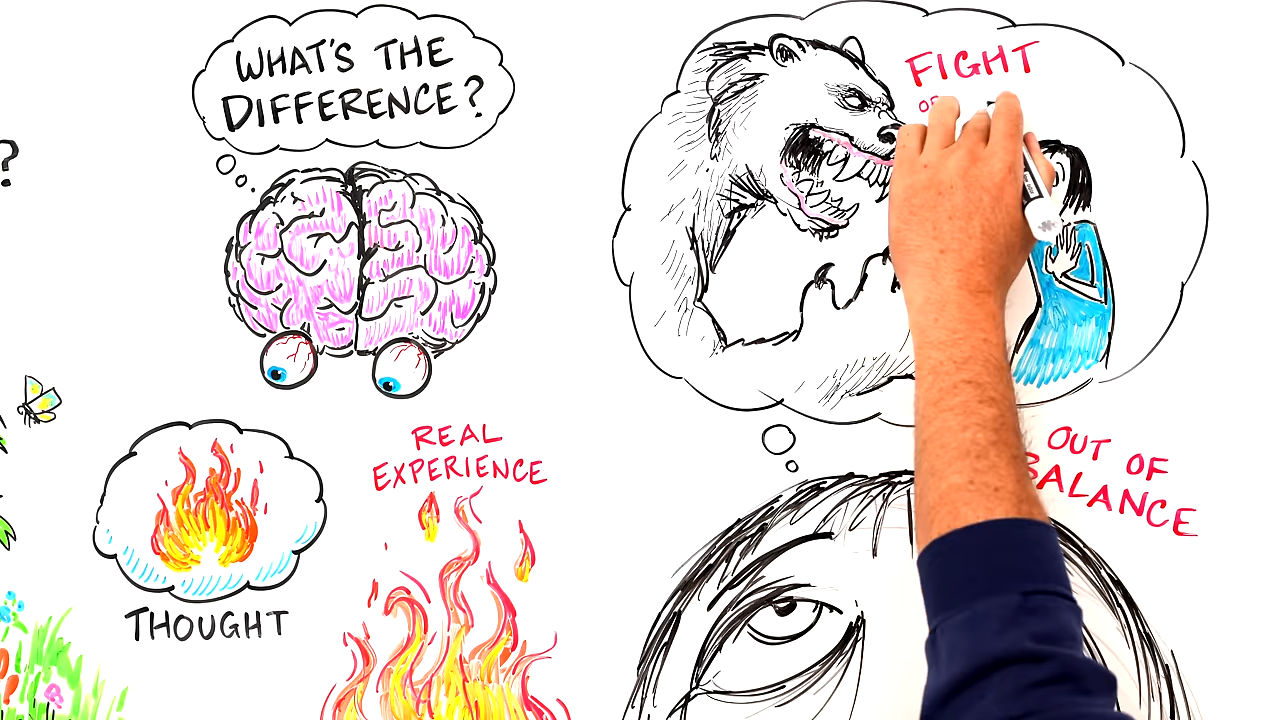 ?
WHAT'S THE
DIFFERENCE?
FIGHT
REAL
EXPERIENCE
OUT OF
BALANCE
THOUGHT